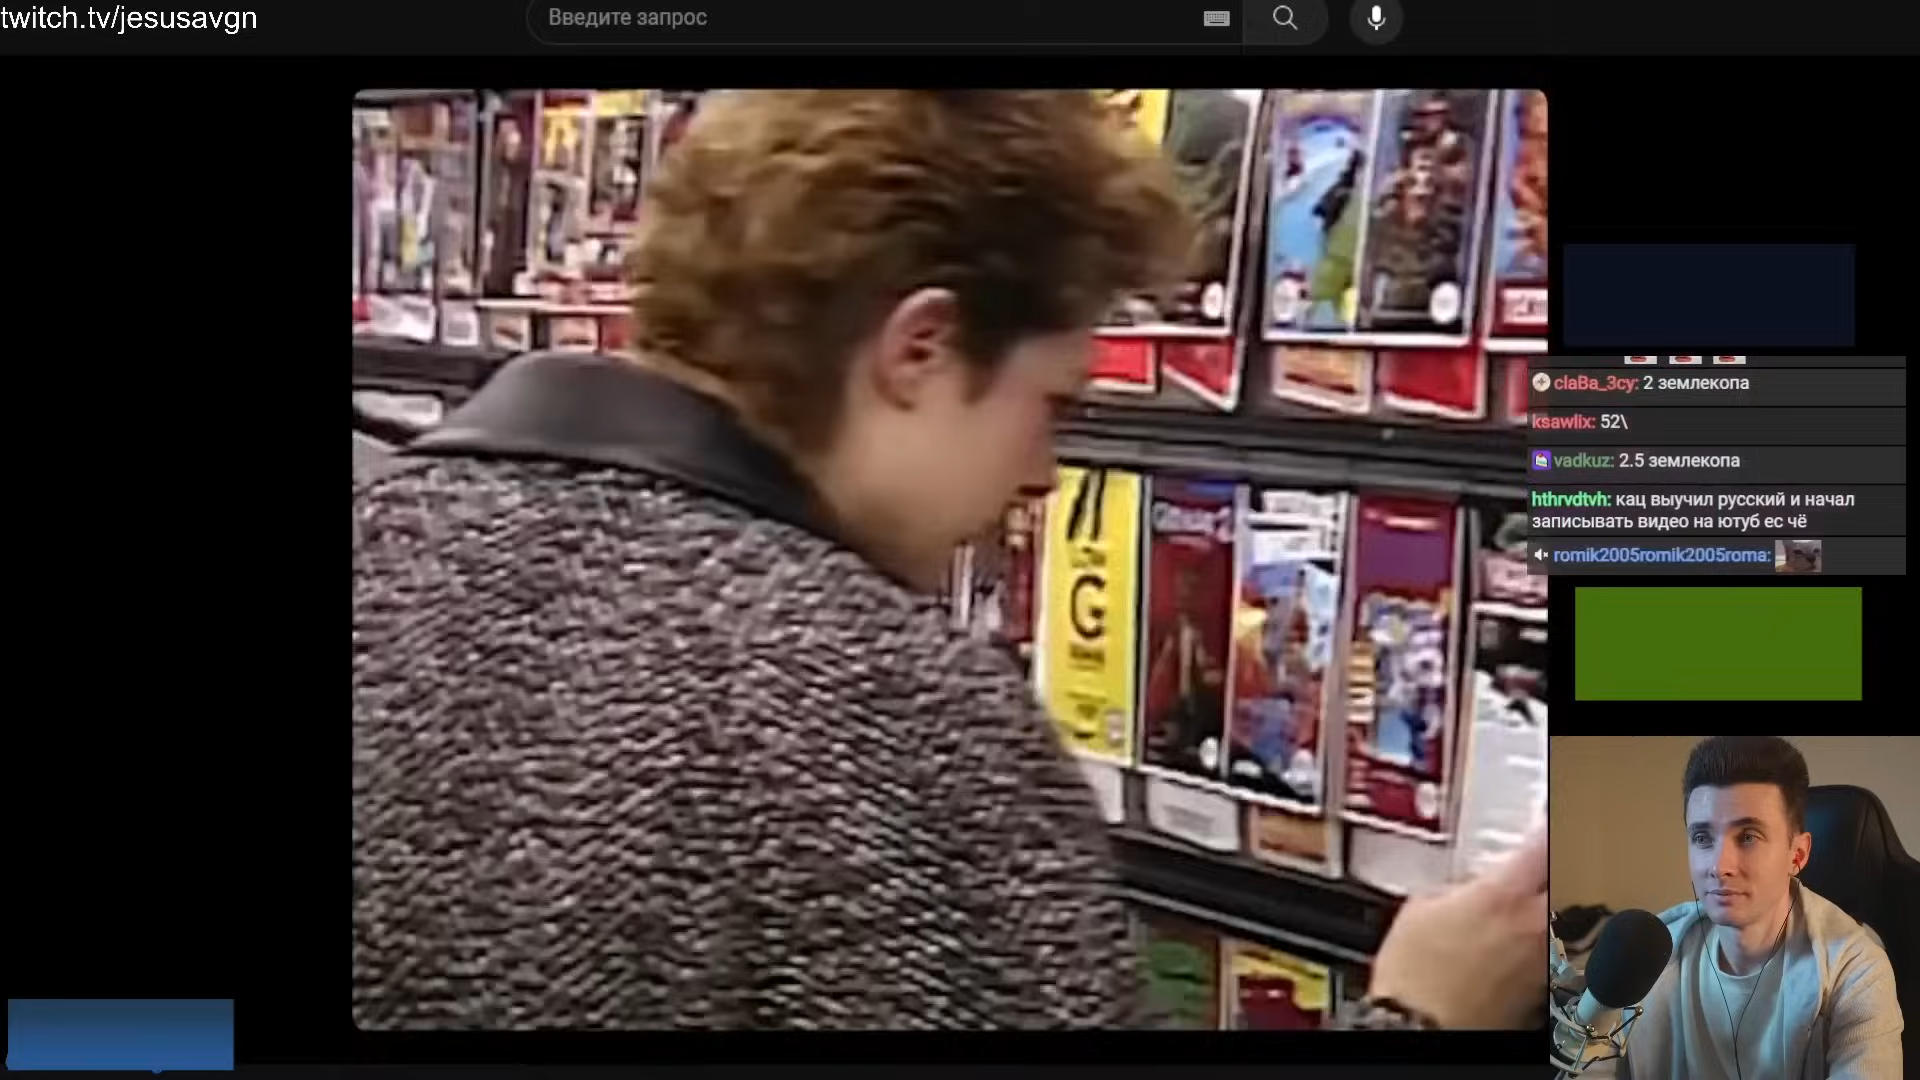 twitch.tv/jesusavgn
Введите запрос
claBa_3cy: 2 землекопа
ksawlix: 52\
vadkuz: 2.5 землекопа
hthrvdtvh: кац выучил русский и начал
записывать видео на ютуб ес чё
romik2005romik2005roma:
G